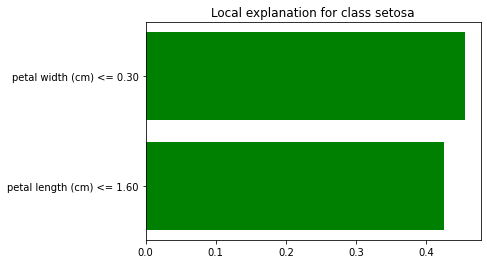 Local explanation for class setosa
petal width (cm) <= 0.30
petal length (cm) <= 1.60
0.0 0.1 0.2 0.3 0.4